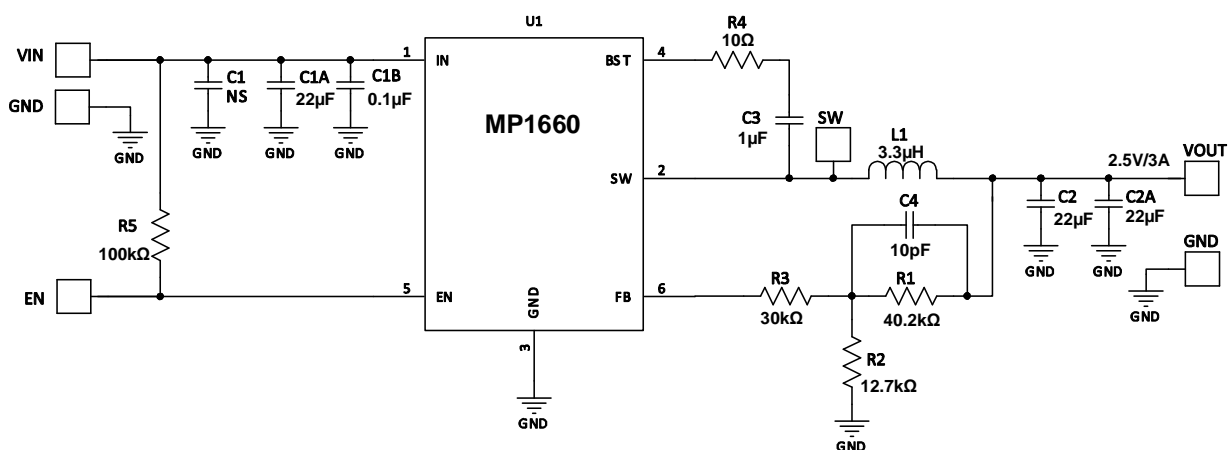 U1
VIN
1
IN
BST
4
R4
10Ω
C1
NS
C1A
22µF
C1B
0.1µF
GND
GND
GND
GND
GND
MP1660
C3
1µF
SW
L1
3.3µH
SW
2
2.5V/3A
VOUT
C2
22µF
C2A
22µF
GND
GND
R5
100kΩ
C4
10pF
GND
GND
EN
5
EN
GND
3
FB
6
R3
30kΩ
R1
40.2kΩ
R2
12.7kΩ
GND
GND